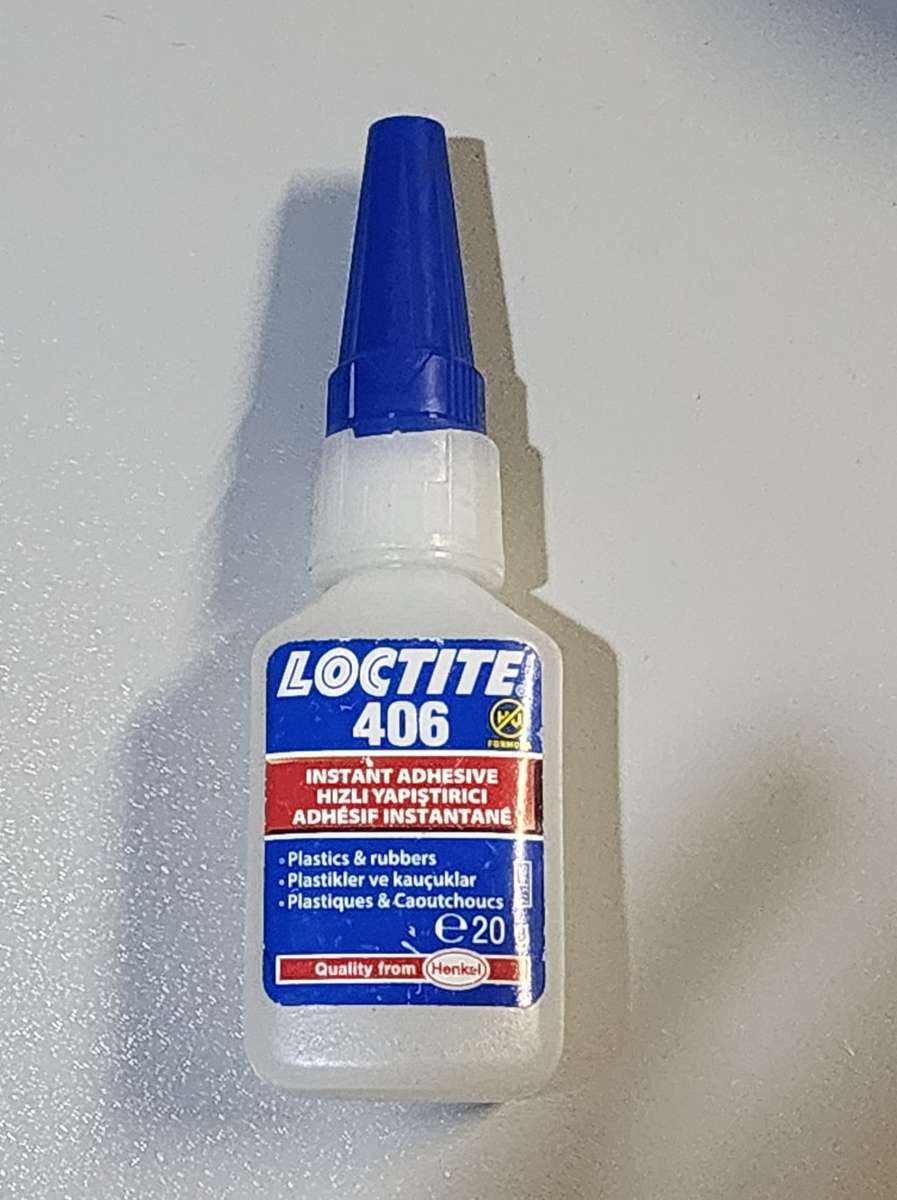 LOCTITE
406
FORMULA
INSTANT ADHESIVE
HIZLI YAPIŞTIRICI
ADHÉSIF INSTANTANÉ
• Plastics & rubbers
• Plastikler ve kauçuklar
• Plastiques & Caoutchoucs
℮ 20
Quality from Henkel